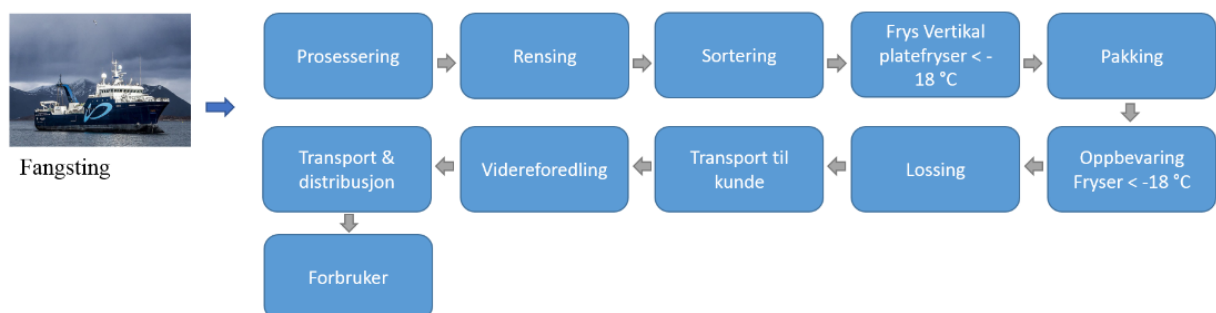 Fangsting
Prosessering
Rensing
Sortering
Frys Vertikal
platefryser < -
18 °C
Pakking
Oppbevaring
Fryser < -18 °C
Lossing
Transport til
kunde
Videreforedling
Transport &
distribusjon
Forbruker